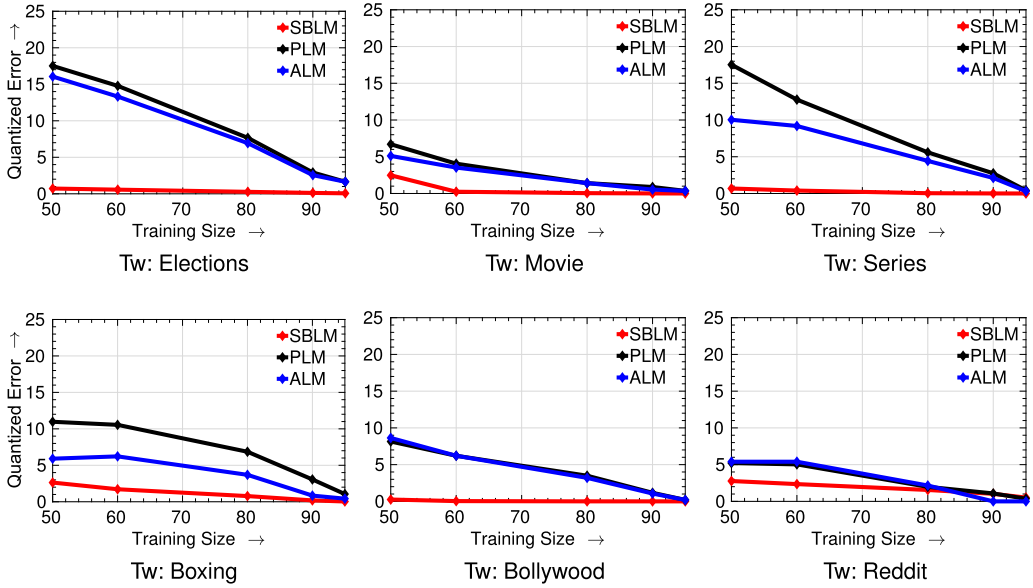 25
20
15
10
5
0
Quantized Error →
SBLM
PLM
ALM
50 60 70 80 90
Training Size →
Tw: Elections
25
20
15
10
5
0
SBLM
PLM
ALM
50 60 70 80 90
Training Size →
Tw: Movie
25
20
15
10
5
0
SBLM
PLM
ALM
50 60 70 80 90
Training Size →
Tw: Series
25
20
15
10
5
0
Quantized Error →
SBLM
PLM
ALM
50 60 70 80 90
Training Size →
Tw: Boxing
25
20
15
10
5
0
SBLM
PLM
ALM
50 60 70 80 90
Training Size →
Tw: Bollywood
25
20
15
10
5
0
SBLM
PLM
ALM
50 60 70 80 90
Training Size →
Tw: Reddit